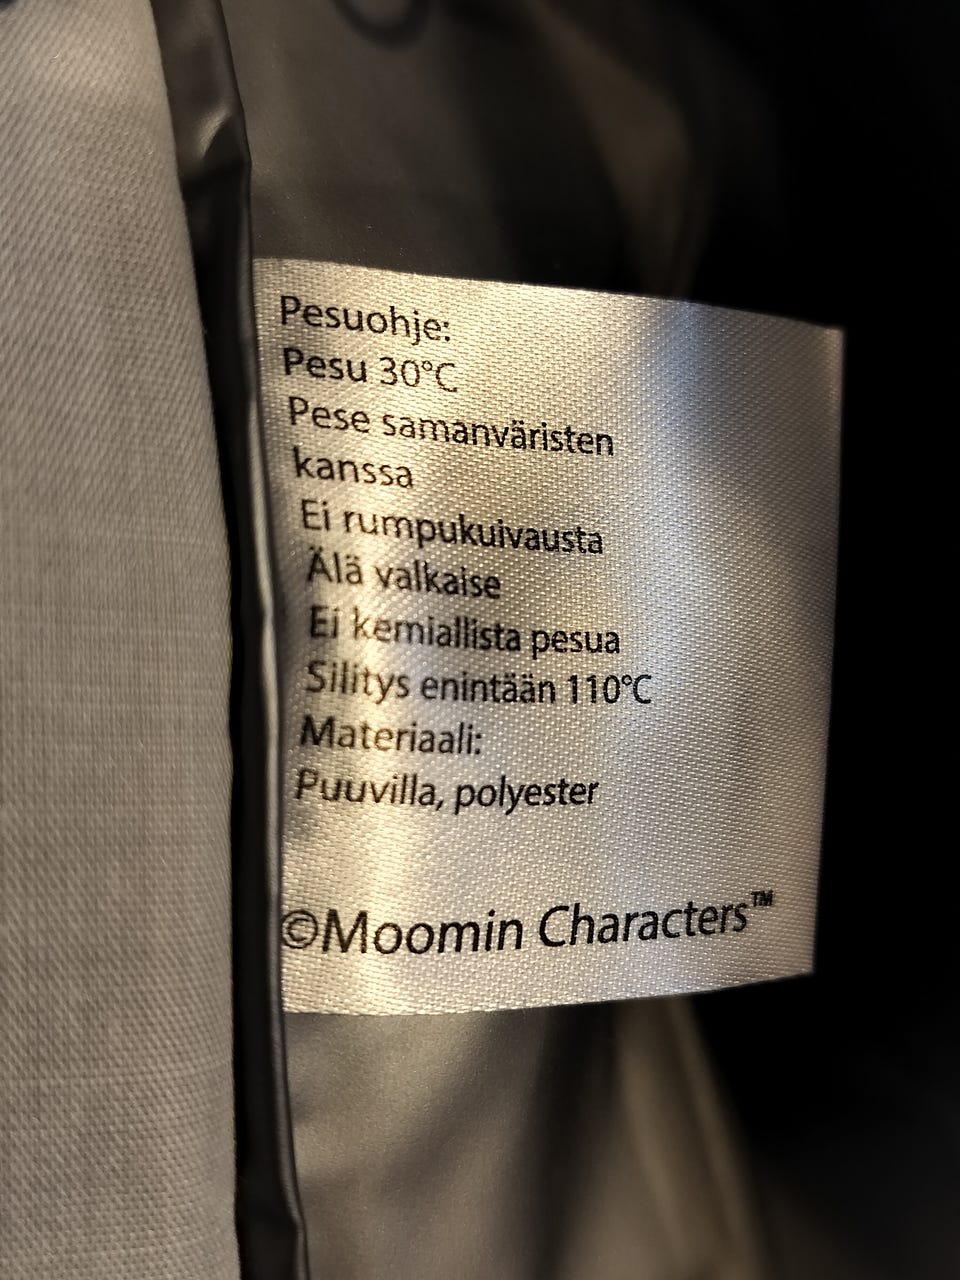 Pesuohje:
Pesu 30°C
Pese samanväristen
kanssa
Ei rumpukuivausta
Älä valkaise
Ei kemiallista pesua
Silitys enintään 110°C
Materiaali:
Puuvilla, polyester
©Moomin Characters™